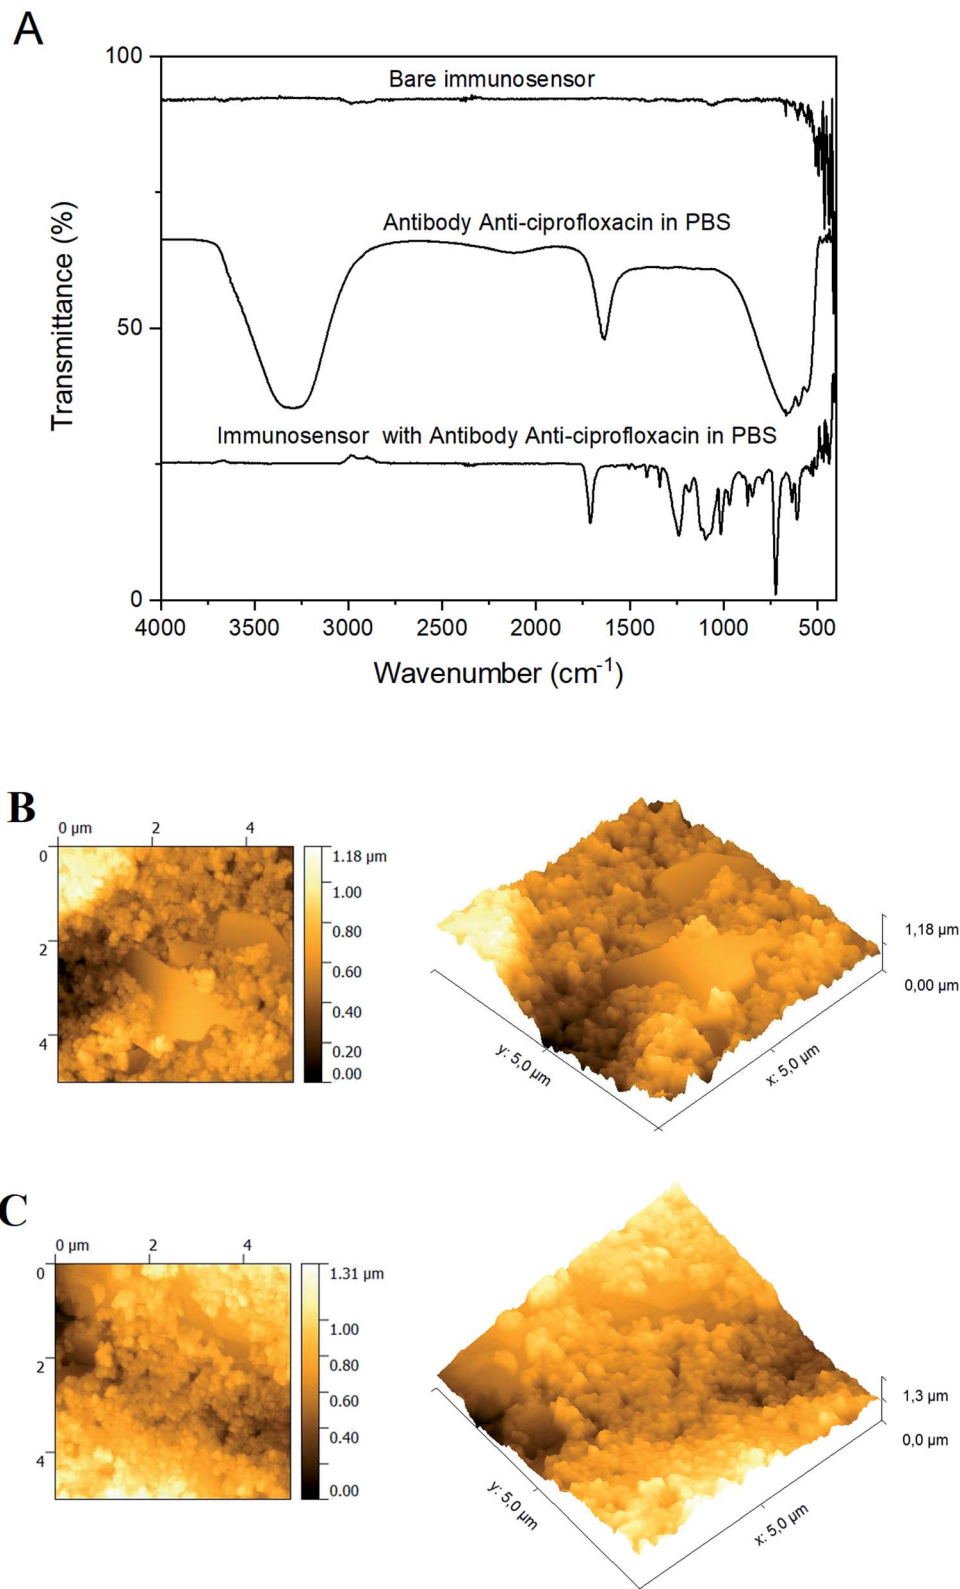 A
100
Bare immunosensor
Antibody Anti-ciprofloxacin in PBS
50
Immunosensor with Antibody Anti-ciprofloxacin in PBS
0
Transmittance (%)
4000 3500 3000 2500 2000 1500 1000 500
Wavenumber (cm⁻¹)
B
0 µm 2 4
0
2
4
1.18 µm
1.00
0.80
0.60
0.40
0.20
0.00
1,18 µm
0,00 µm
y: 5,0 µm
x: 5,0 µm
C
0 µm 2 4
0
2
4
1.31 µm
1.00
0.80
0.60
0.40
0.00
1,3 µm
0,0 µm
y: 5,0 µm
x: 5,0 µm